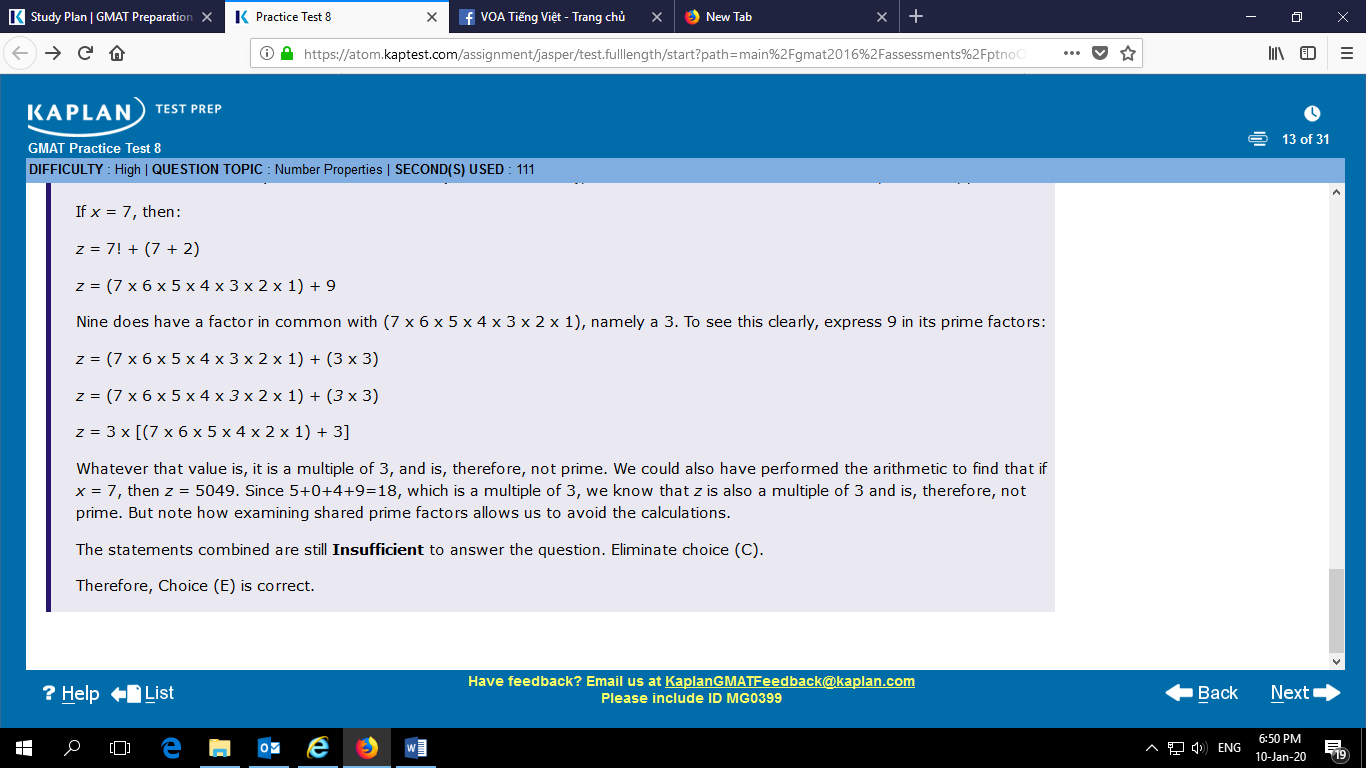 Study Plan | GMAT Preparation
Practice Test 8
VOA Tiếng Việt - Trang chủ
New Tab
https://atom.kaptest.com/assignment/jasper/test.fulllength/start?path=main%2Fgmat2016%2Fassessments%2Fptno
KAPLAN TEST PREP
GMAT Practice Test 8
13 of 31
DIFFICULTY : High | QUESTION TOPIC : Number Properties | SECOND(S) USED : 111
If x = 7, then:
z = 7! + (7 + 2)
z = (7 x 6 x 5 x 4 x 3 x 2 x 1) + 9
Nine does have a factor in common with (7 x 6 x 5 x 4 x 3 x 2 x 1), namely a 3. To see this clearly, express 9 in its prime factors:
z = (7 x 6 x 5 x 4 x 3 x 2 x 1) + (3 x 3)
z = (7 x 6 x 5 x 4 x 3 x 2 x 1) + (3 x 3)
z = 3 x [(7 x 6 x 5 x 4 x 2 x 1) + 3]
Whatever that value is, it is a multiple of 3, and is, therefore, not prime. We could also have performed the arithmetic to find that if
x = 7, then z = 5049. Since 5+0+4+9=18, which is a multiple of 3, we know that z is also a multiple of 3 and is, therefore, not
prime. But note how examining shared prime factors allows us to avoid the calculations.
The statements combined are still Insufficient to answer the question. Eliminate choice (C).
Therefore, Choice (E) is correct.
? Help List
Have feedback? Email us at KaplanGMATFeedback@kaplan.com
Please include ID MG0399
Back Next
ENG
6:50 PM
10-Jan-20
19